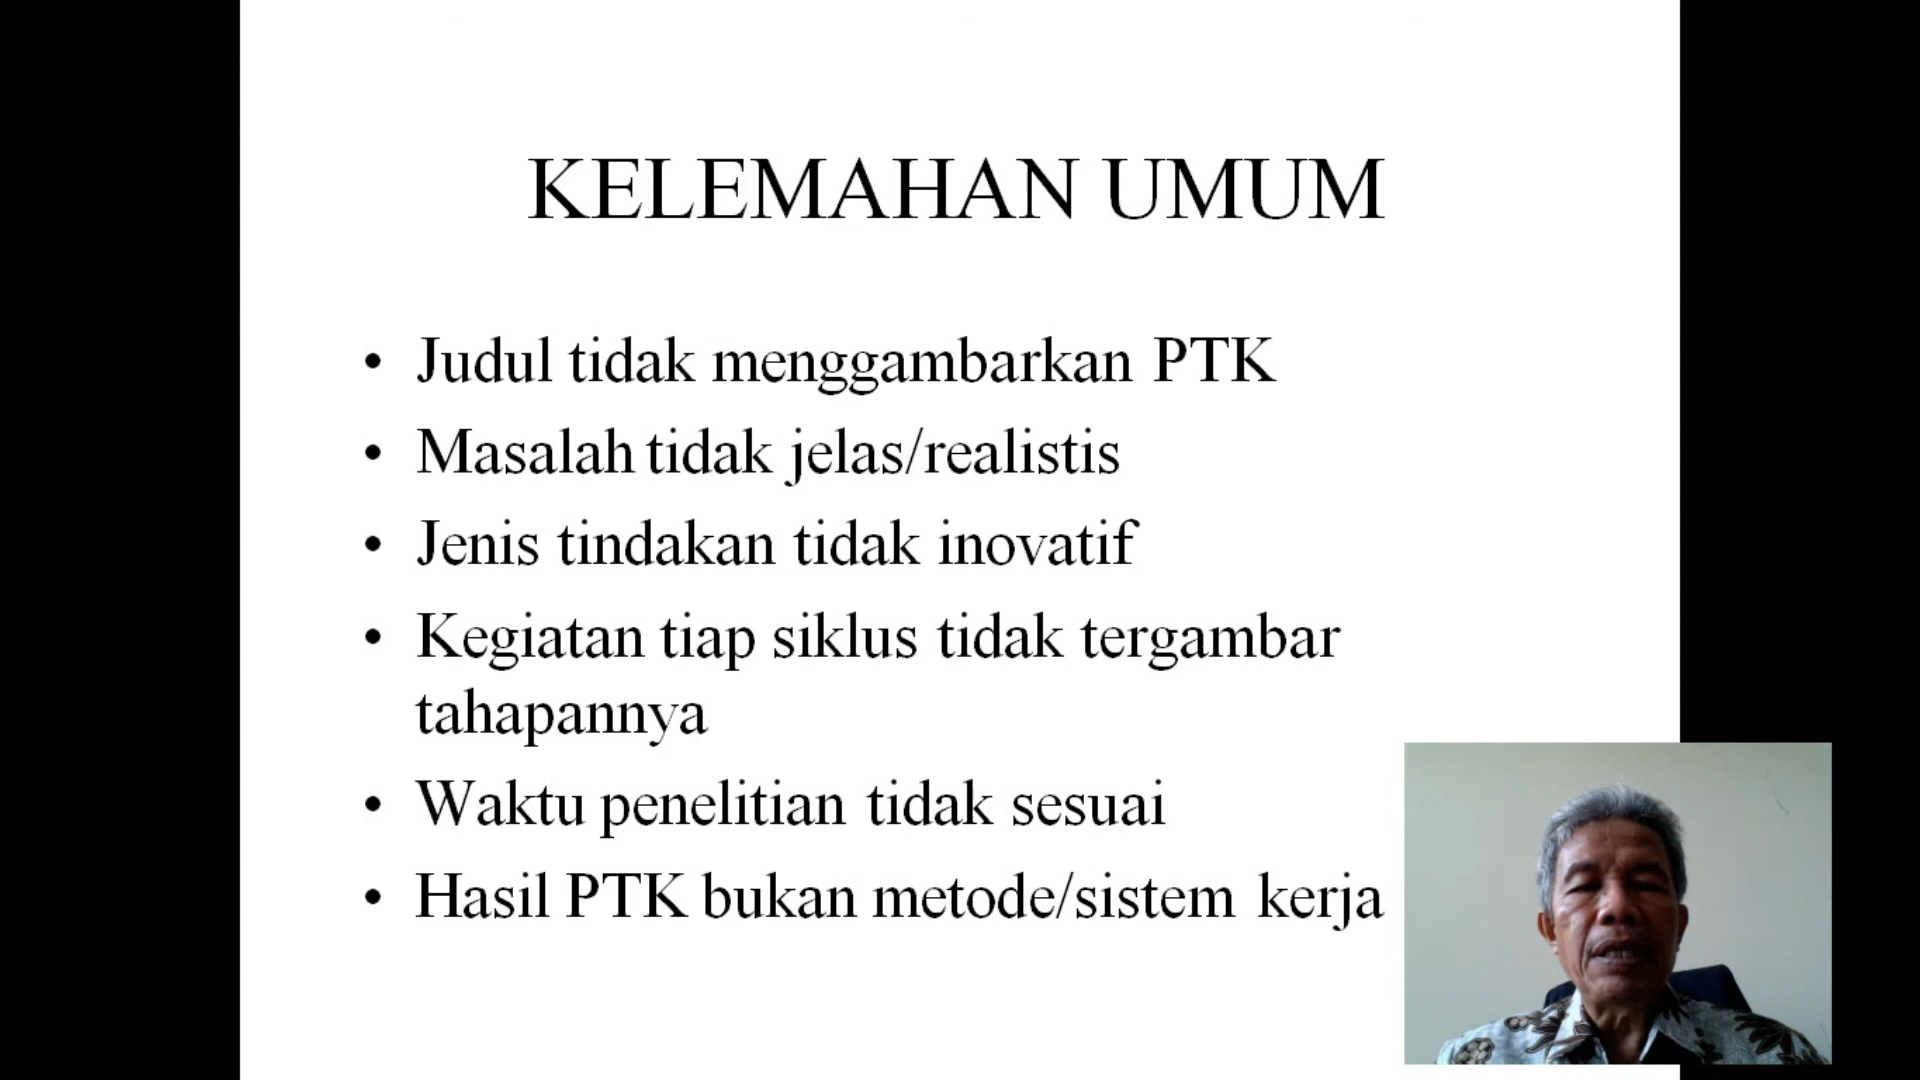 KELEMAHAN UMUM
• Judul tidak menggambarkan PTK
• Masalah tidak jelas/realistis
• Jenis tindakan tidak inovatif
• Kegiatan tiap siklus tidak tergambar
tahapannya
• Waktu penelitian tidak sesuai
• Hasil PTK bukan metode/sistem kerja